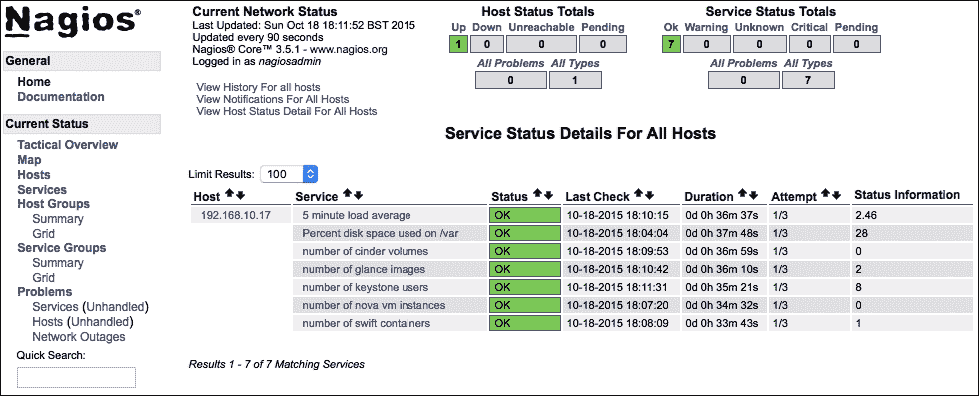 Nagios®
General
Home
Documentation
Current Status
Tactical Overview
Map
Hosts
Services
Host Groups
Summary
Grid
Service Groups
Summary
Grid
Problems
Services (Unhandled)
Hosts (Unhandled)
Network Outages
Quick Search:
Current Network Status
Last Updated: Sun Oct 18 18:11:52 BST 2015
Updated every 90 seconds
Nagios® Core™ 3.5.1 - www.nagios.org
Logged in as nagiosadmin
View History For all hosts
View Notifications For All Hosts
View Host Status Detail For All Hosts
Host Status Totals
Up Down Unreachable Pending
1 0 0 0
All Problems All Types
0 1
Service Status Totals
Ok Warning Unknown Critical Pending
7 0 0 0 0
All Problems All Types
0 7
Service Status Details For All Hosts
Limit Results: 100
Host Service Status Last Check Duration Attempt Status Information
192.168.10.17 5 minute load average OK 10-18-2015 18:10:15 0d 0h 36m 37s 1/3 2.46
Percent disk space used on /var OK 10-18-2015 18:04:04 0d 0h 37m 48s 1/3 28
number of cinder volumes OK 10-18-2015 18:09:53 0d 0h 36m 59s 1/3 0
number of glance images OK 10-18-2015 18:10:42 0d 0h 36m 10s 1/3 2
number of keystone users OK 10-18-2015 18:11:31 0d 0h 35m 21s 1/3 8
number of nova vm instances OK 10-18-2015 18:07:20 0d 0h 34m 32s 1/3 0
number of swift containers OK 10-18-2015 18:08:09 0d 0h 33m 43s 1/3 1
Results 1 - 7 of 7 Matching Services